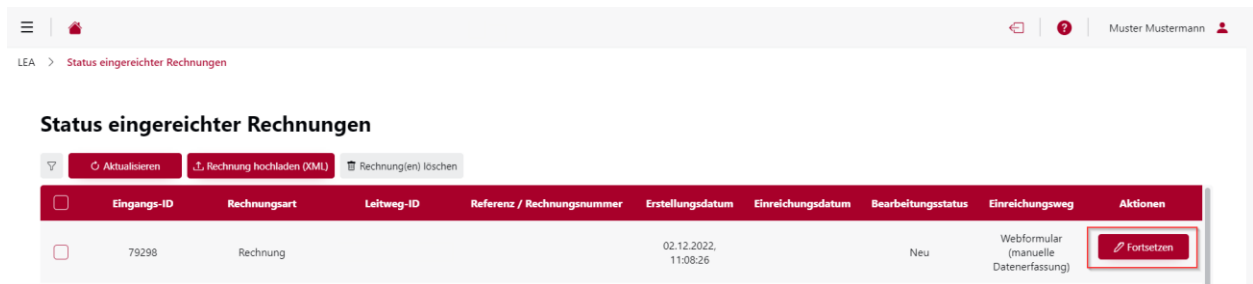 Muster Mustermann
LEA > Status eingereichter Rechnungen
Status eingereichter Rechnungen
Aktualisieren Rechnung hochladen (XML) Rechnung(en) löschen
Eingangs-ID Rechnungsart Leitweg-ID Referenz / Rechnungsnummer Erstellungsdatum Einreichungsdatum Bearbeitungsstatus Einreichungsweg Aktionen
79298 Rechnung 02.12.2022, 11:08:26 Neu Webformular (manuelle Datenerfassung) Fortsetzen